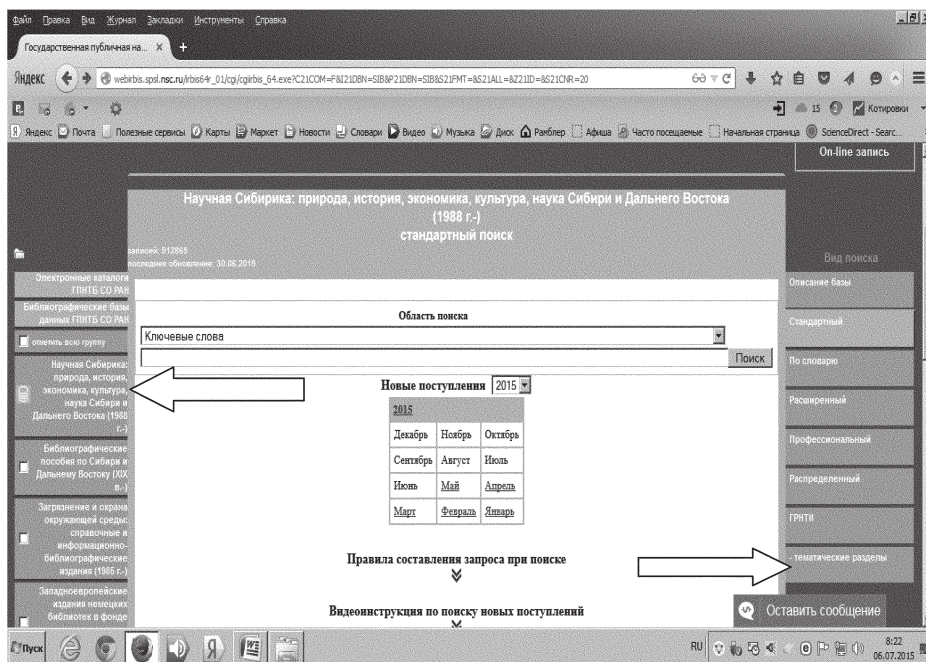 Файл Правка Вид Журнал Закладки Инструменты Справка
Государственная публичная на... × +
Яндекс webirbis.spsl.nsc.ru/irbis64r_01/cgi/cgiirbis_64.exe?C21COM=F&I21DBN=SIB&P21DBN=SIB&S21FMT=&S21ALL=&Z21ID=&S21CNR=20
15 Котировки
Яндекс Почта Полезные сервисы Карты Маркет Новости Словари Видео Музыка Диск Рамблер Афиша Часто посещаемые Начальная страница ScienceDirect - Searc...
On-line запись
Научная Сибирика: природа, история, экономика, культура, наука Сибири и Дальнего Востока
(1988 г.-)
стандартный поиск
записей: 912865
последнее обновление: 30.06.2015
Электронные каталоги
ГПНТБ СО РАН
Библиографические базы
данных ГПНТБ СО РАН
отметить всю группу
Научная Сибирика:
природа, история,
экономика, культура,
наука Сибири и
Дальнего Востока (1988
г.-)
Библиографические
пособия по Сибири и
Дальнему Востоку (XIX
в.-)
Загрязнение и охрана
окружающей среды:
справочные и
информационно-
библиографические
издания (1985 г.-)
Западноевропейские
издания немецких
библиотек в фонде
Область поиска
Ключевые слова
Поиск
Новые поступления 2015
2015
Декабрь Ноябрь Октябрь
Сентябрь Август Июль
Июнь Май Апрель
Март Февраль Январь
Правила составления запроса при поиске
Видеоинструкция по поиску новых поступлений
Вид поиска
Описание базы
Стандартный
По словарю
Расширенный
Профессиональный
Распределенный
ГРНТИ
- тематические разделы
Оставить сообщение
Пуск
RU
8:22
06.07.2015